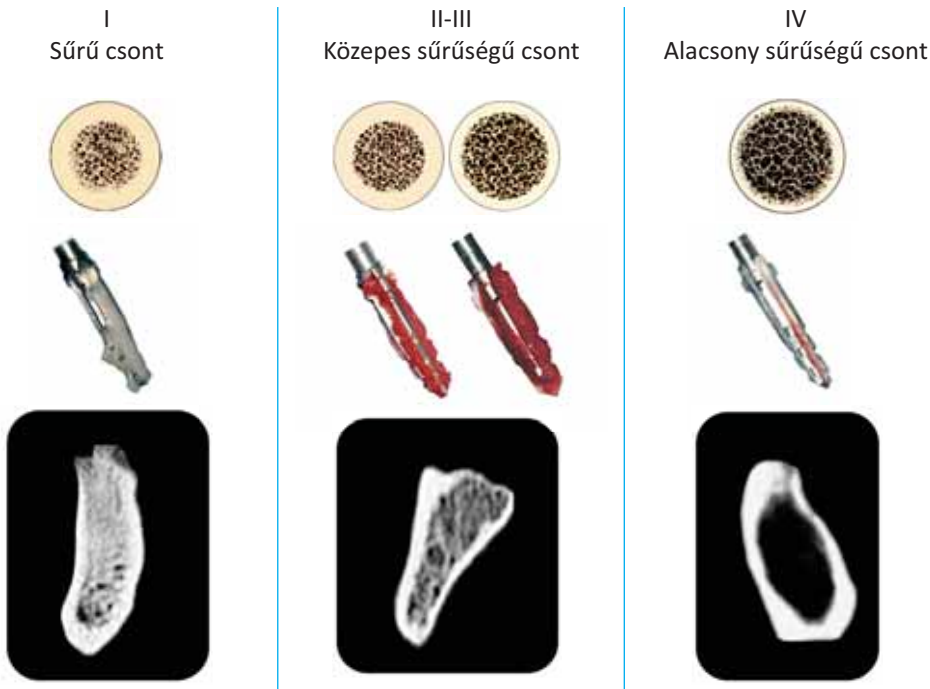 I
Sűrű csont
II-III
Közepes sűrűségű csont
IV
Alacsony sűrűségű csont